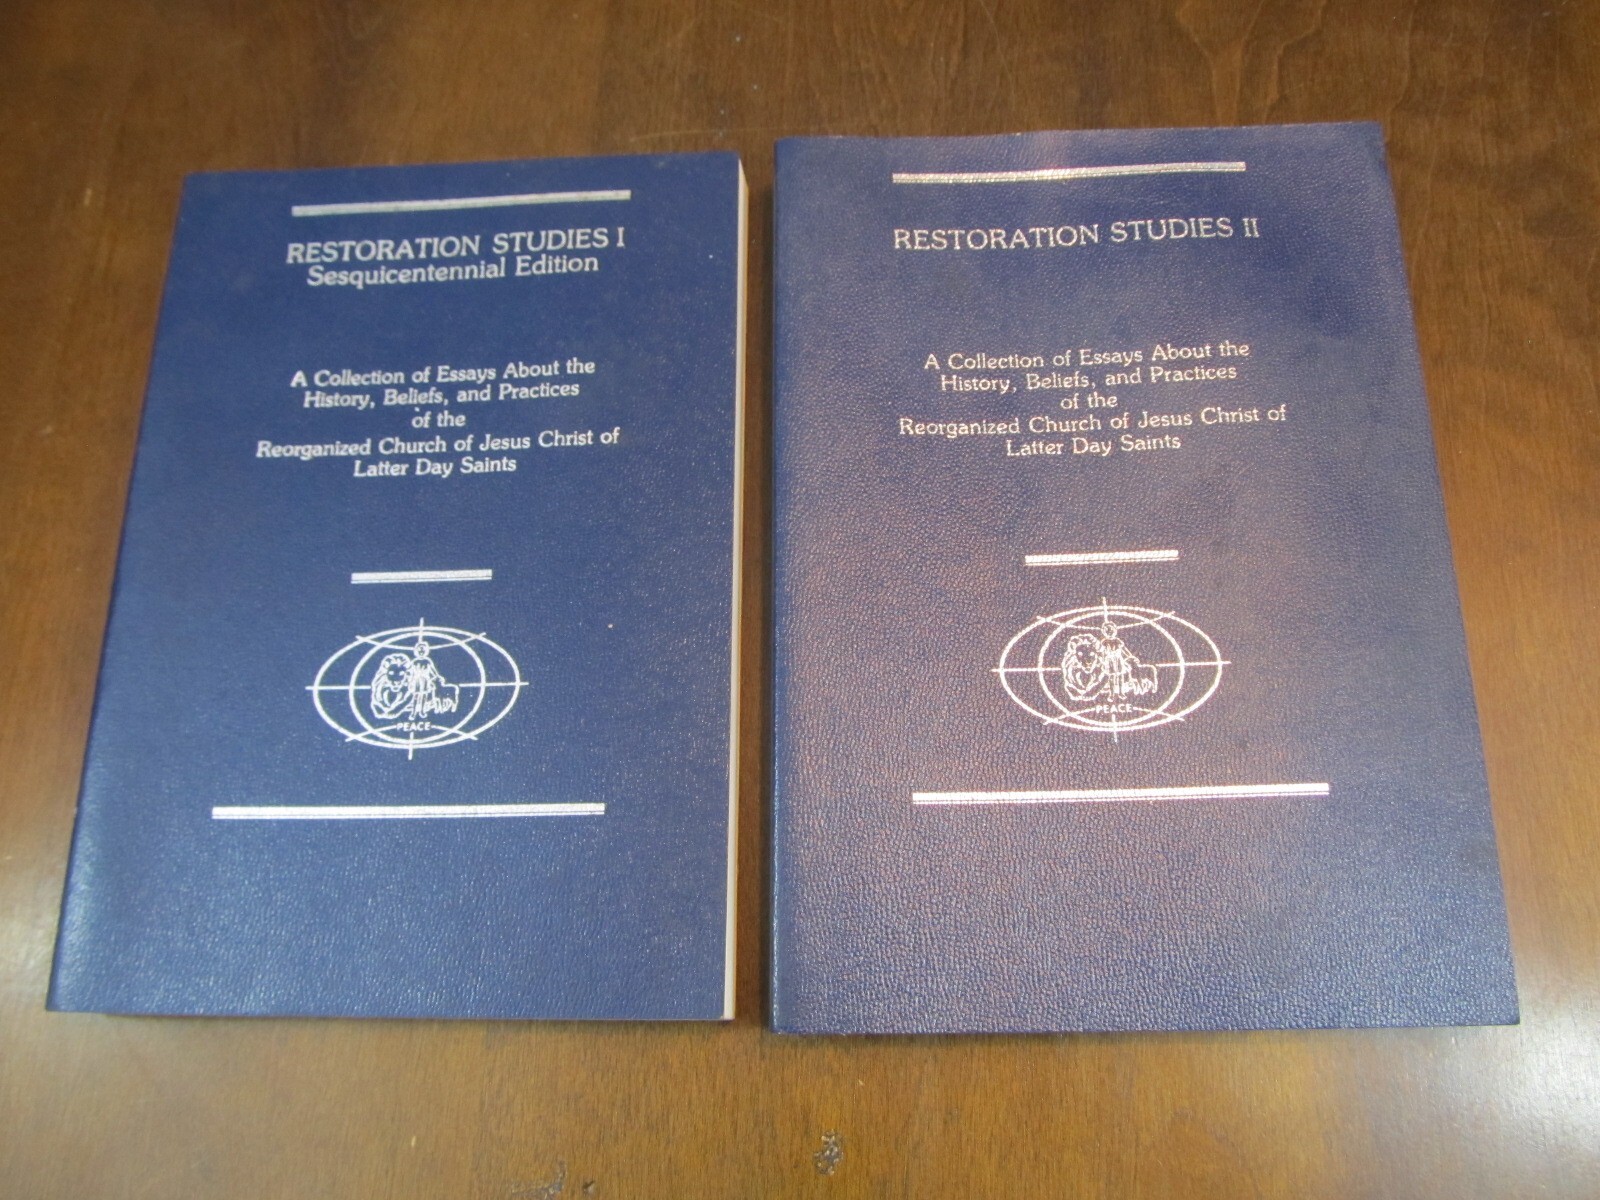 RESTORATION STUDIES I
Sesquicentennial Edition
A Collection of Essays About the
History, Beliefs, and Practices
of the
Reorganized Church of Jesus Christ of
Latter Day Saints
PEACE
RESTORATION STUDIES II
A Collection of Essays About the
History, Beliefs, and Practices
of the
Reorganized Church of Jesus Christ of
Latter Day Saints
PEACE